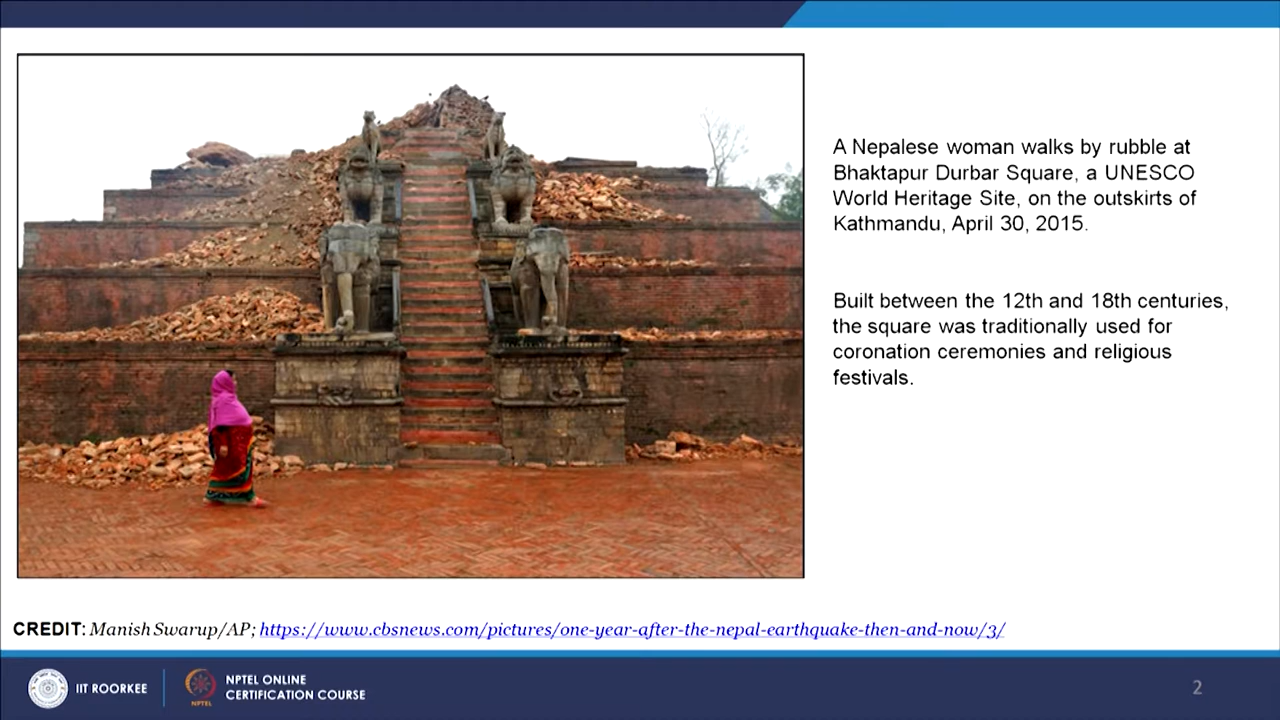 A Nepalese woman walks by rubble at
Bhaktapur Durbar Square, a UNESCO
World Heritage Site, on the outskirts of
Kathmandu, April 30, 2015.
Built between the 12th and 18th centuries,
the square was traditionally used for
coronation ceremonies and religious
festivals.
CREDIT: Manish Swarup/AP; https://www.cbsnews.com/pictures/one-year-after-the-nepal-earthquake-then-and-now/3/
IIT ROORKEE
NPTEL
NPTEL ONLINE
CERTIFICATION COURSE
2